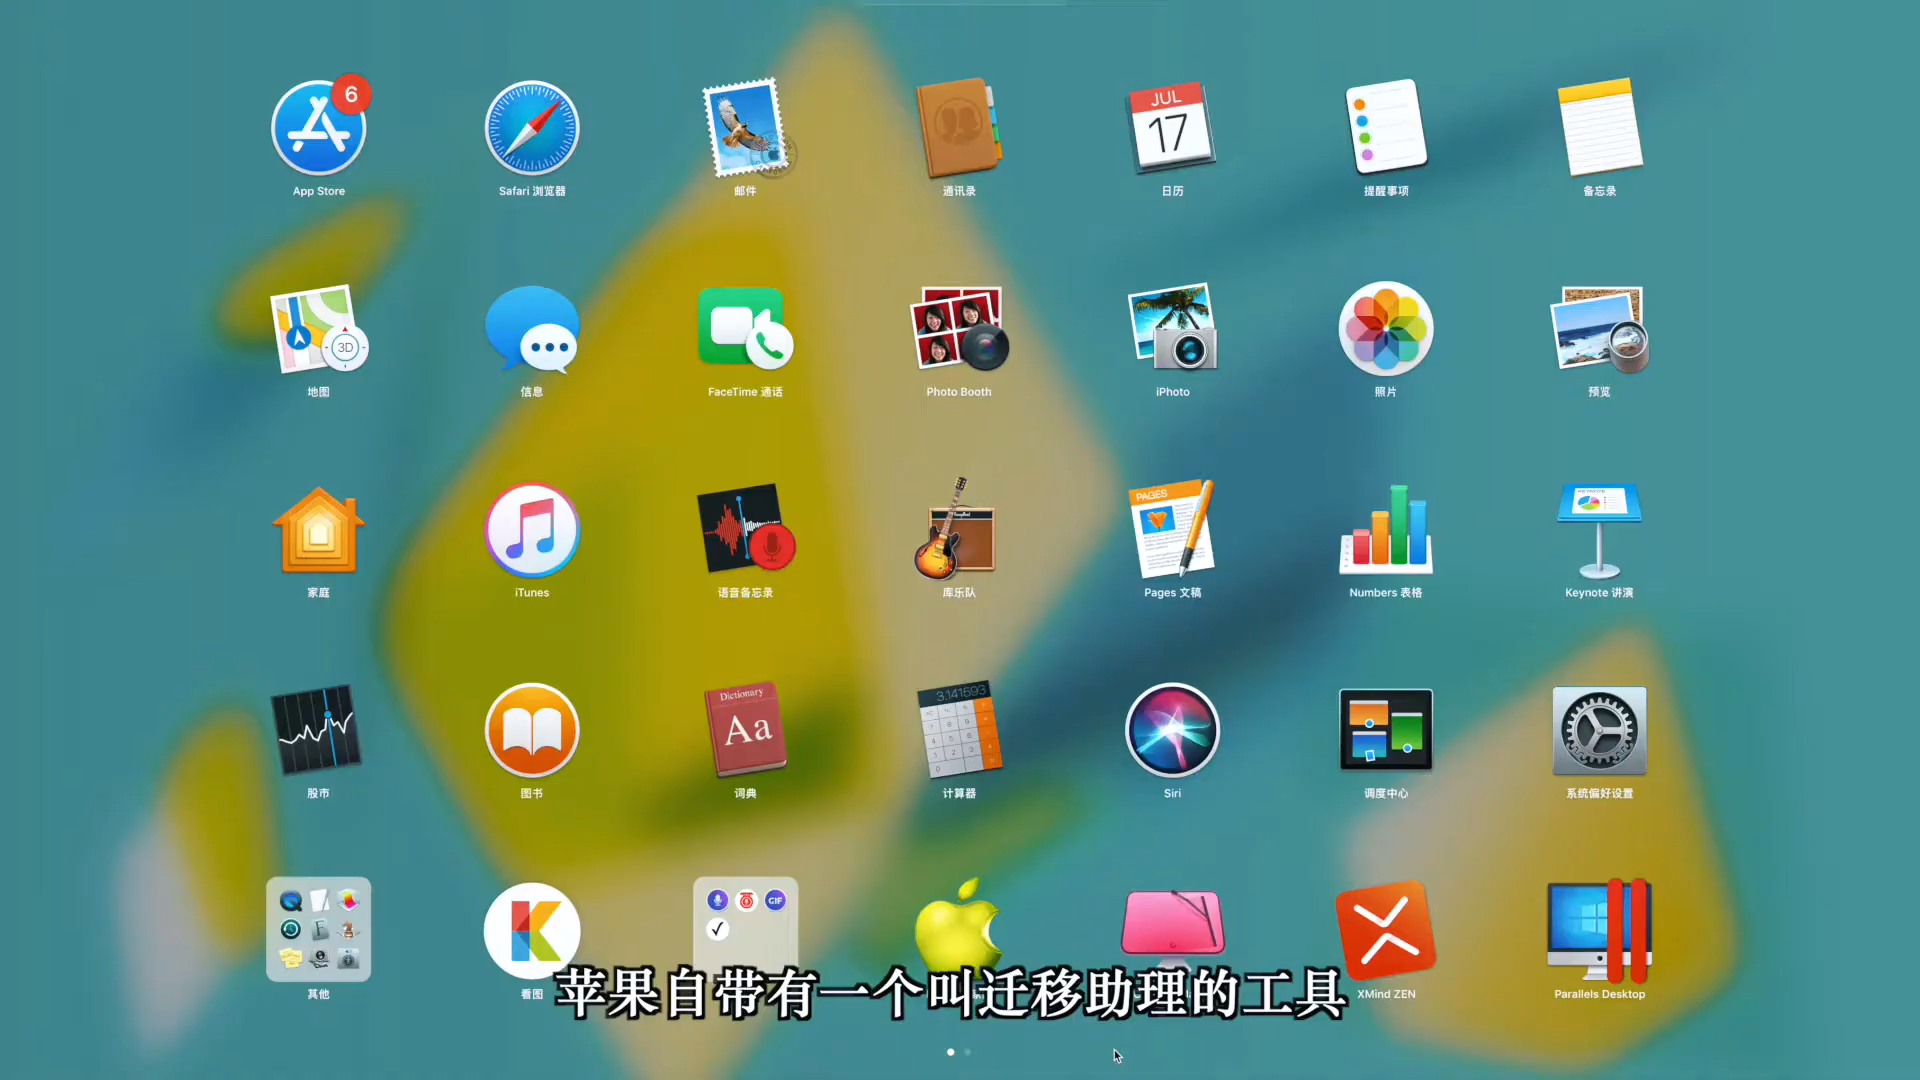 6
App Store
Safari 浏览器
邮件
通讯录
JUL
17
日历
提醒事项
备忘录
3D
地图
信息
FaceTime 通话
Photo Booth
iPhoto
照片
预览
家庭
iTunes
语音备忘录
库乐队
PAGES
Pages 文稿
Numbers 表格
KEYNOTE
Keynote 讲演
股市
图书
Dictionary
Aa
词典
3.141593
计算器
Siri
调度中心
系统偏好设置
其他
看图
GIF
XMind ZEN
Parallels Desktop
苹果自带有一个叫迁移助理的工具